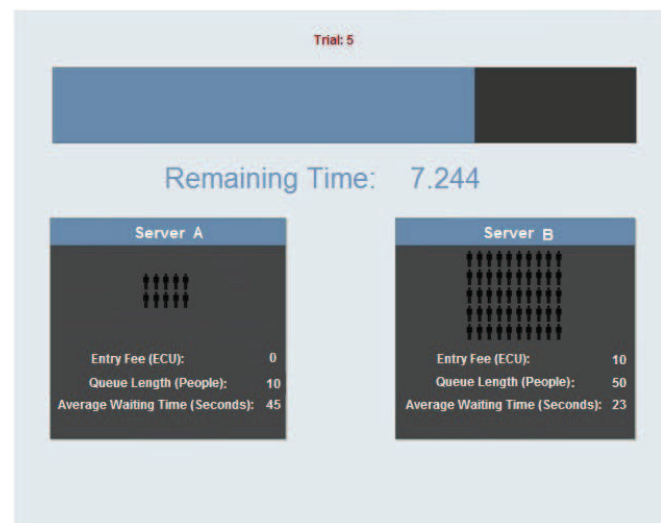 Trial: 5
Remaining Time: 7.244
Server A
Entry Fee (ECU): 0
Queue Length (People): 10
Average Waiting Time (Seconds): 45
Server B
Entry Fee (ECU): 10
Queue Length (People): 50
Average Waiting Time (Seconds): 23